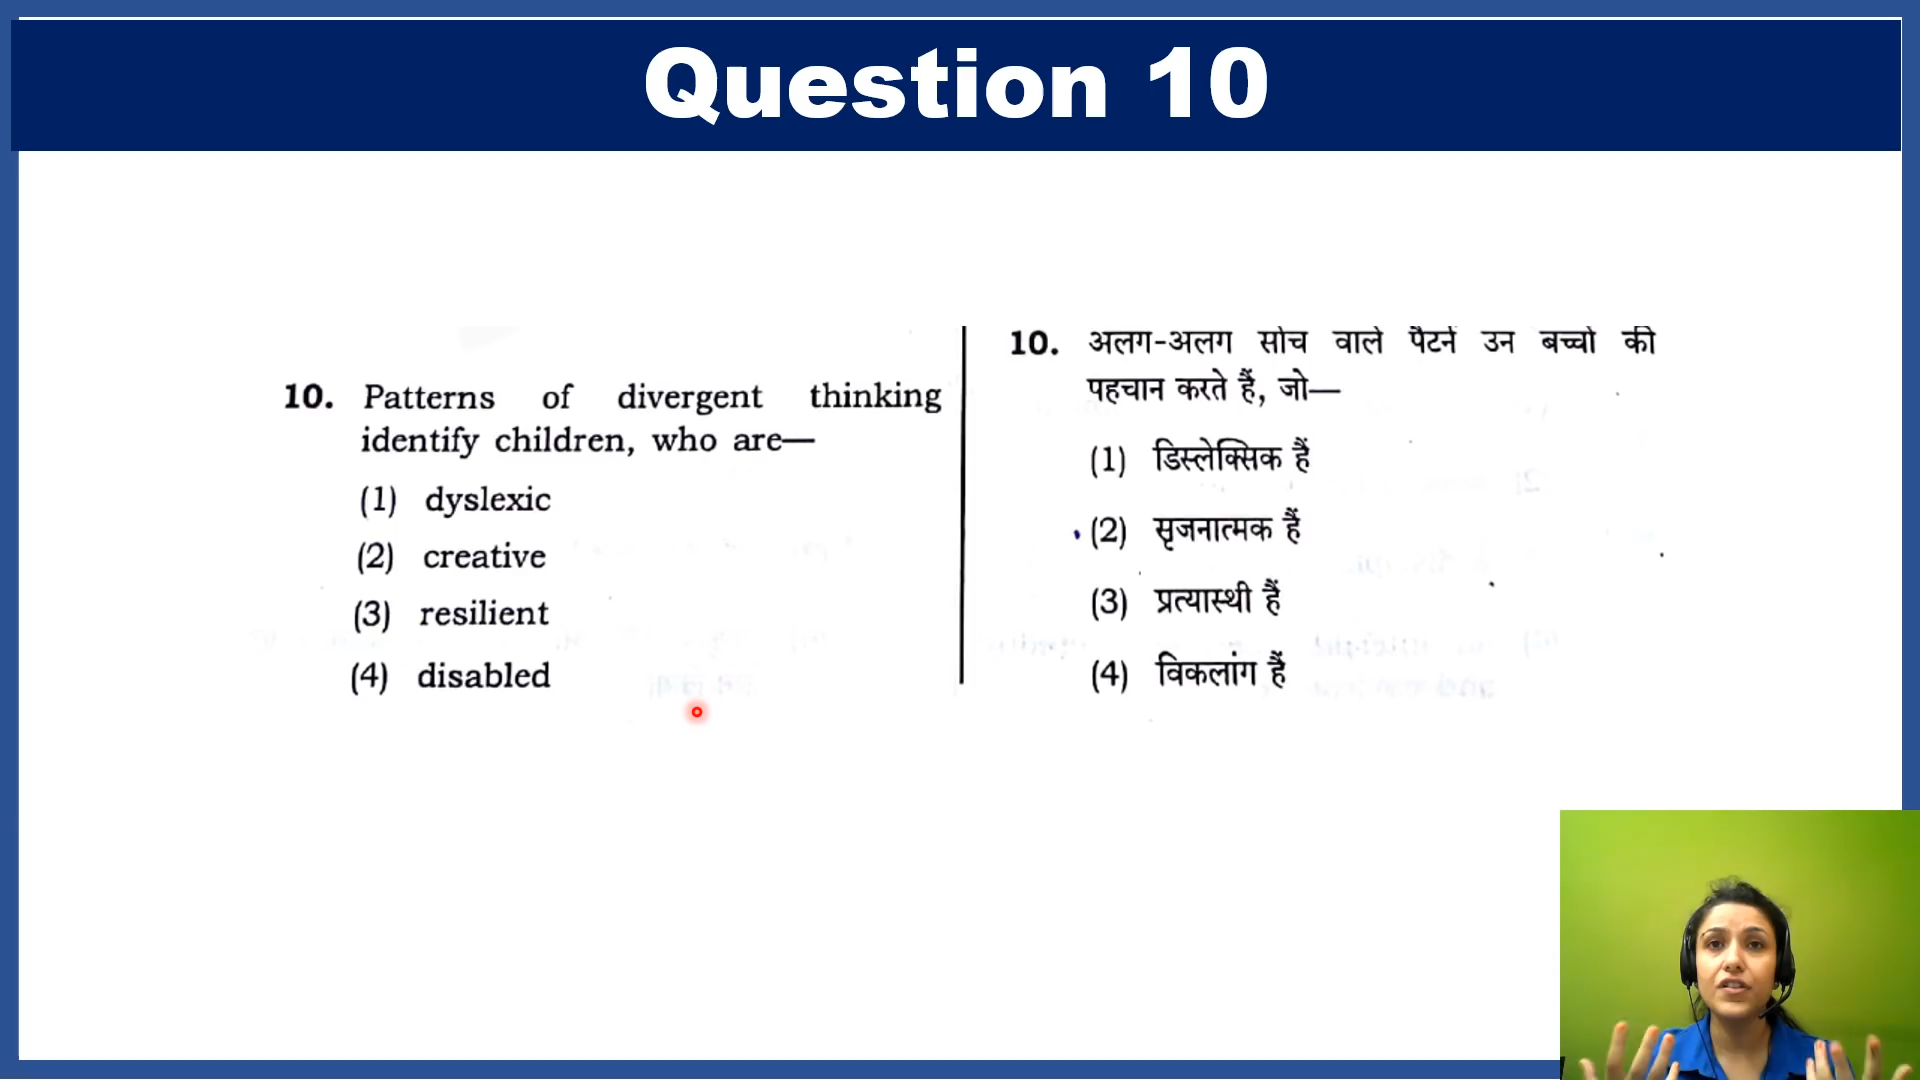 Question 10
10. Patterns of divergent thinking
identify children, who are—
(1) dyslexic
(2) creative
(3) resilient
(4) disabled
10. अलग-अलग सोच वाले पैटर्न उन बच्चों की
पहचान करते हैं, जो—
(1) डिस्लेक्सिक हैं
(2) सृजनात्मक हैं
(3) प्रत्यास्थी हैं
(4) विकलांग हैं